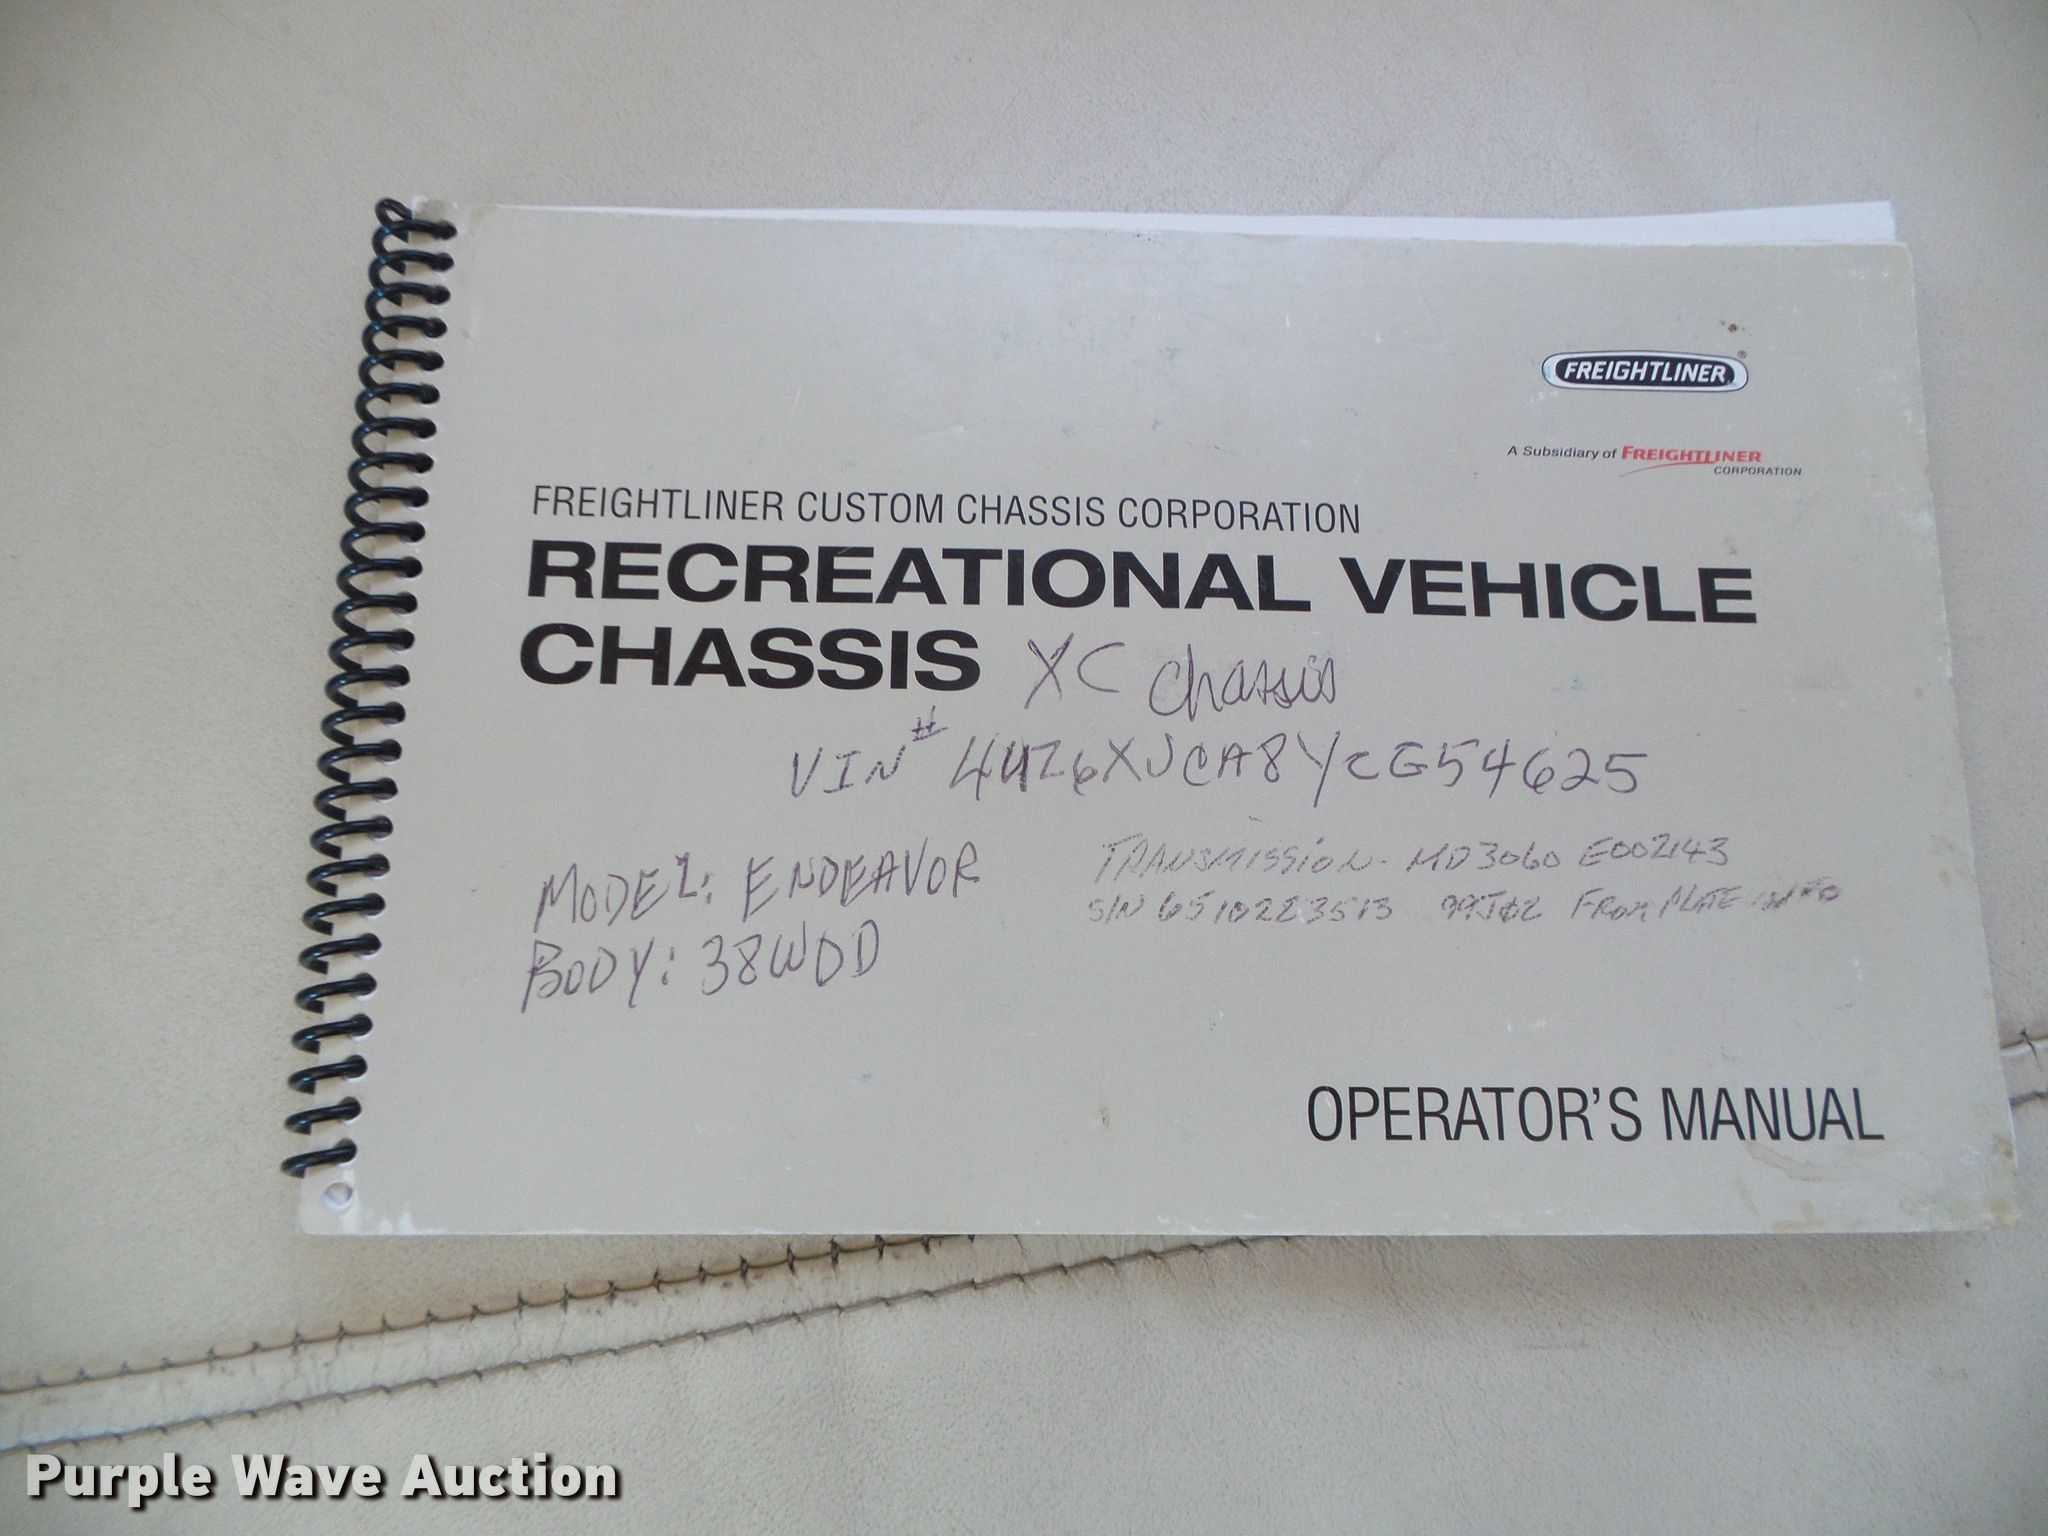 FREIGHTLINER®
A Subsidiary of FREIGHTLINER
CORPORATION
FREIGHTLINER CUSTOM CHASSIS CORPORATION
RECREATIONAL VEHICLE
CHASSIS XC Chassis
VIN# 4UZ6XJCA8YCG54625
MODEL: ENDEAVOR
BODY: 38WDD
TRANSMISSION- MD3060 E002143
S/N 6510223513 99J02 FROM PLATE INFO
OPERATOR'S MANUAL
Purple Wave Auction